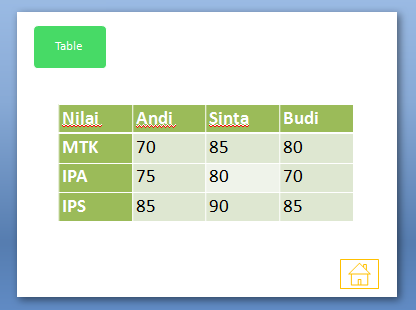 Table
Nilai Andi Sinta Budi
MTK 70 85 80
IPA 75 80 70
IPS 85 90 85